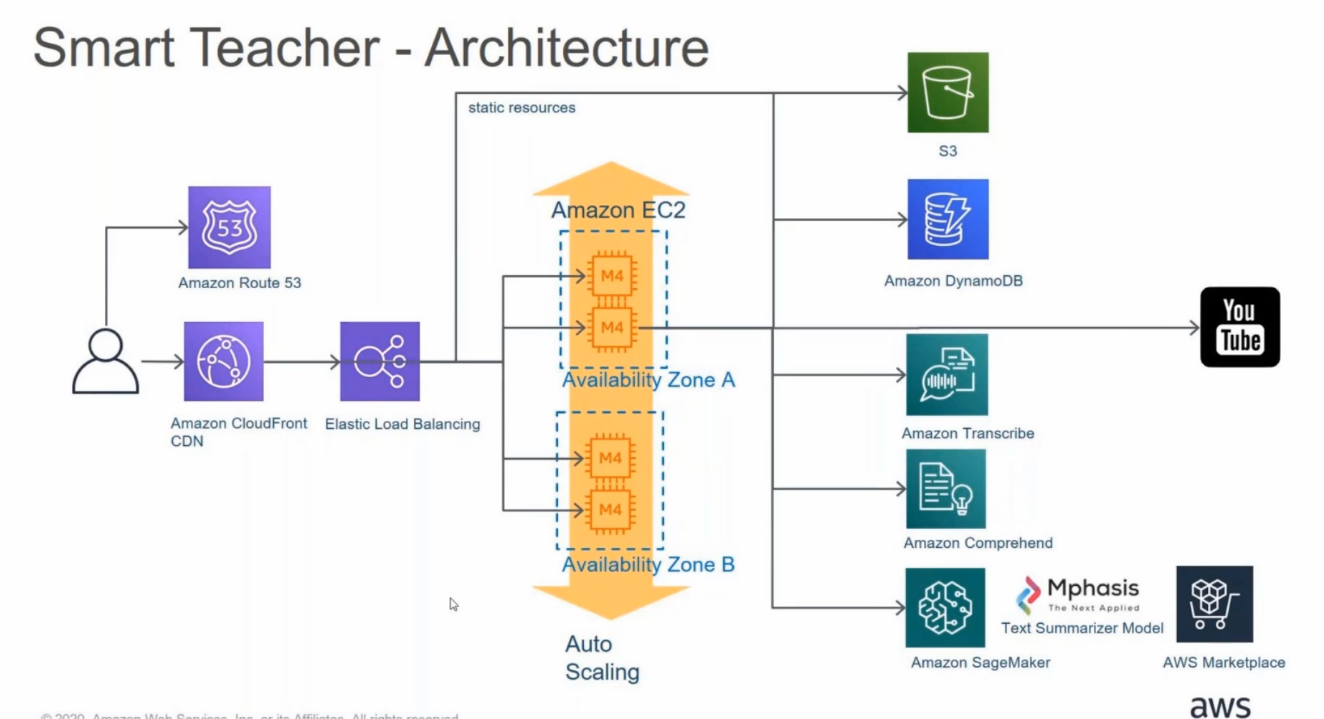 Smart Teacher - Architecture
static resources
S3
53
Amazon Route 53
Amazon EC2
M4
M4
Availability Zone A
Amazon DynamoDB
You
Tube
Amazon CloudFront
CDN
Elastic Load Balancing
Amazon Transcribe
M4
M4
Availability Zone B
Amazon Comprehend
Auto
Scaling
Mphasis
The Next Applied
Text Summarizer Model
Amazon SageMaker
AWS Marketplace
aws
© 2020, Amazon Web Services, Inc. or its Affiliates. All rights reserved.